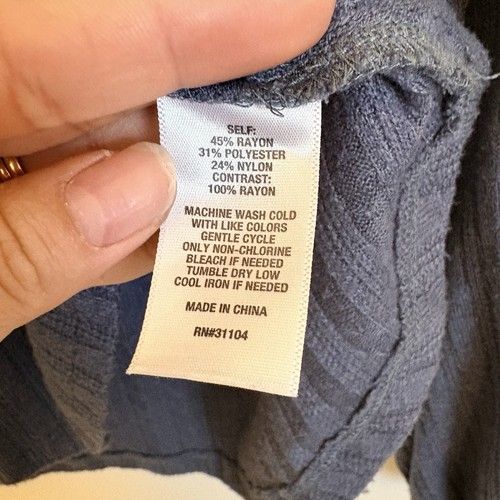 SELF:
45% RAYON
31% POLYESTER
24% NYLON
CONTRAST:
100% RAYON
MACHINE WASH COLD
WITH LIKE COLORS
GENTLE CYCLE
ONLY NON-CHLORINE
BLEACH IF NEEDED
TUMBLE DRY LOW
COOL IRON IF NEEDED
MADE IN CHINA
RN#31104